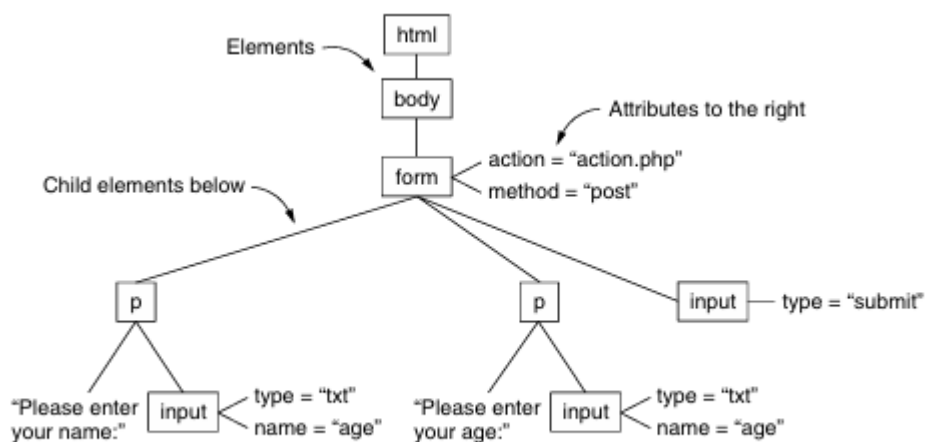 html
Elements
body
Attributes to the right
action = “action.php”
form
method = “post”
Child elements below
p
p
input
type = “submit”
“Please enter
your name:”
input
type = “txt”
name = “age”
“Please enter
your age:”
input
type = “txt”
name = “age”